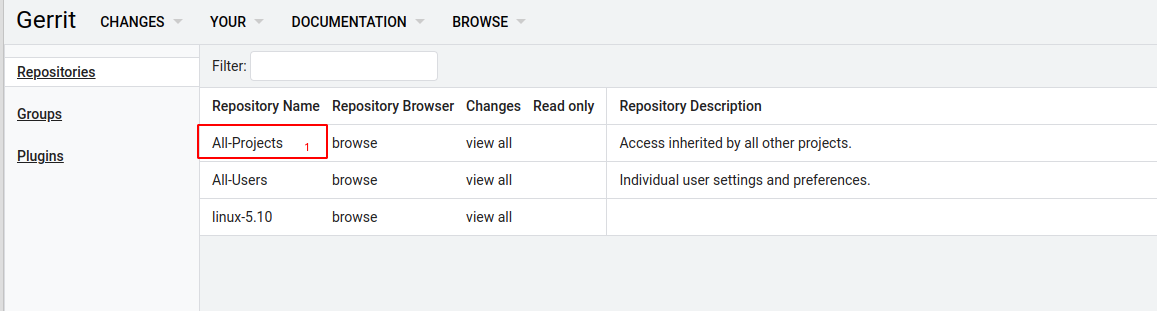 Gerrit CHANGES YOUR DOCUMENTATION BROWSE
Repositories
Groups
Plugins
Filter:
Repository Name Repository Browser Changes Read only Repository Description
All-Projects 1 browse view all Access inherited by all other projects.
All-Users browse view all Individual user settings and preferences.
linux-5.10 browse view all